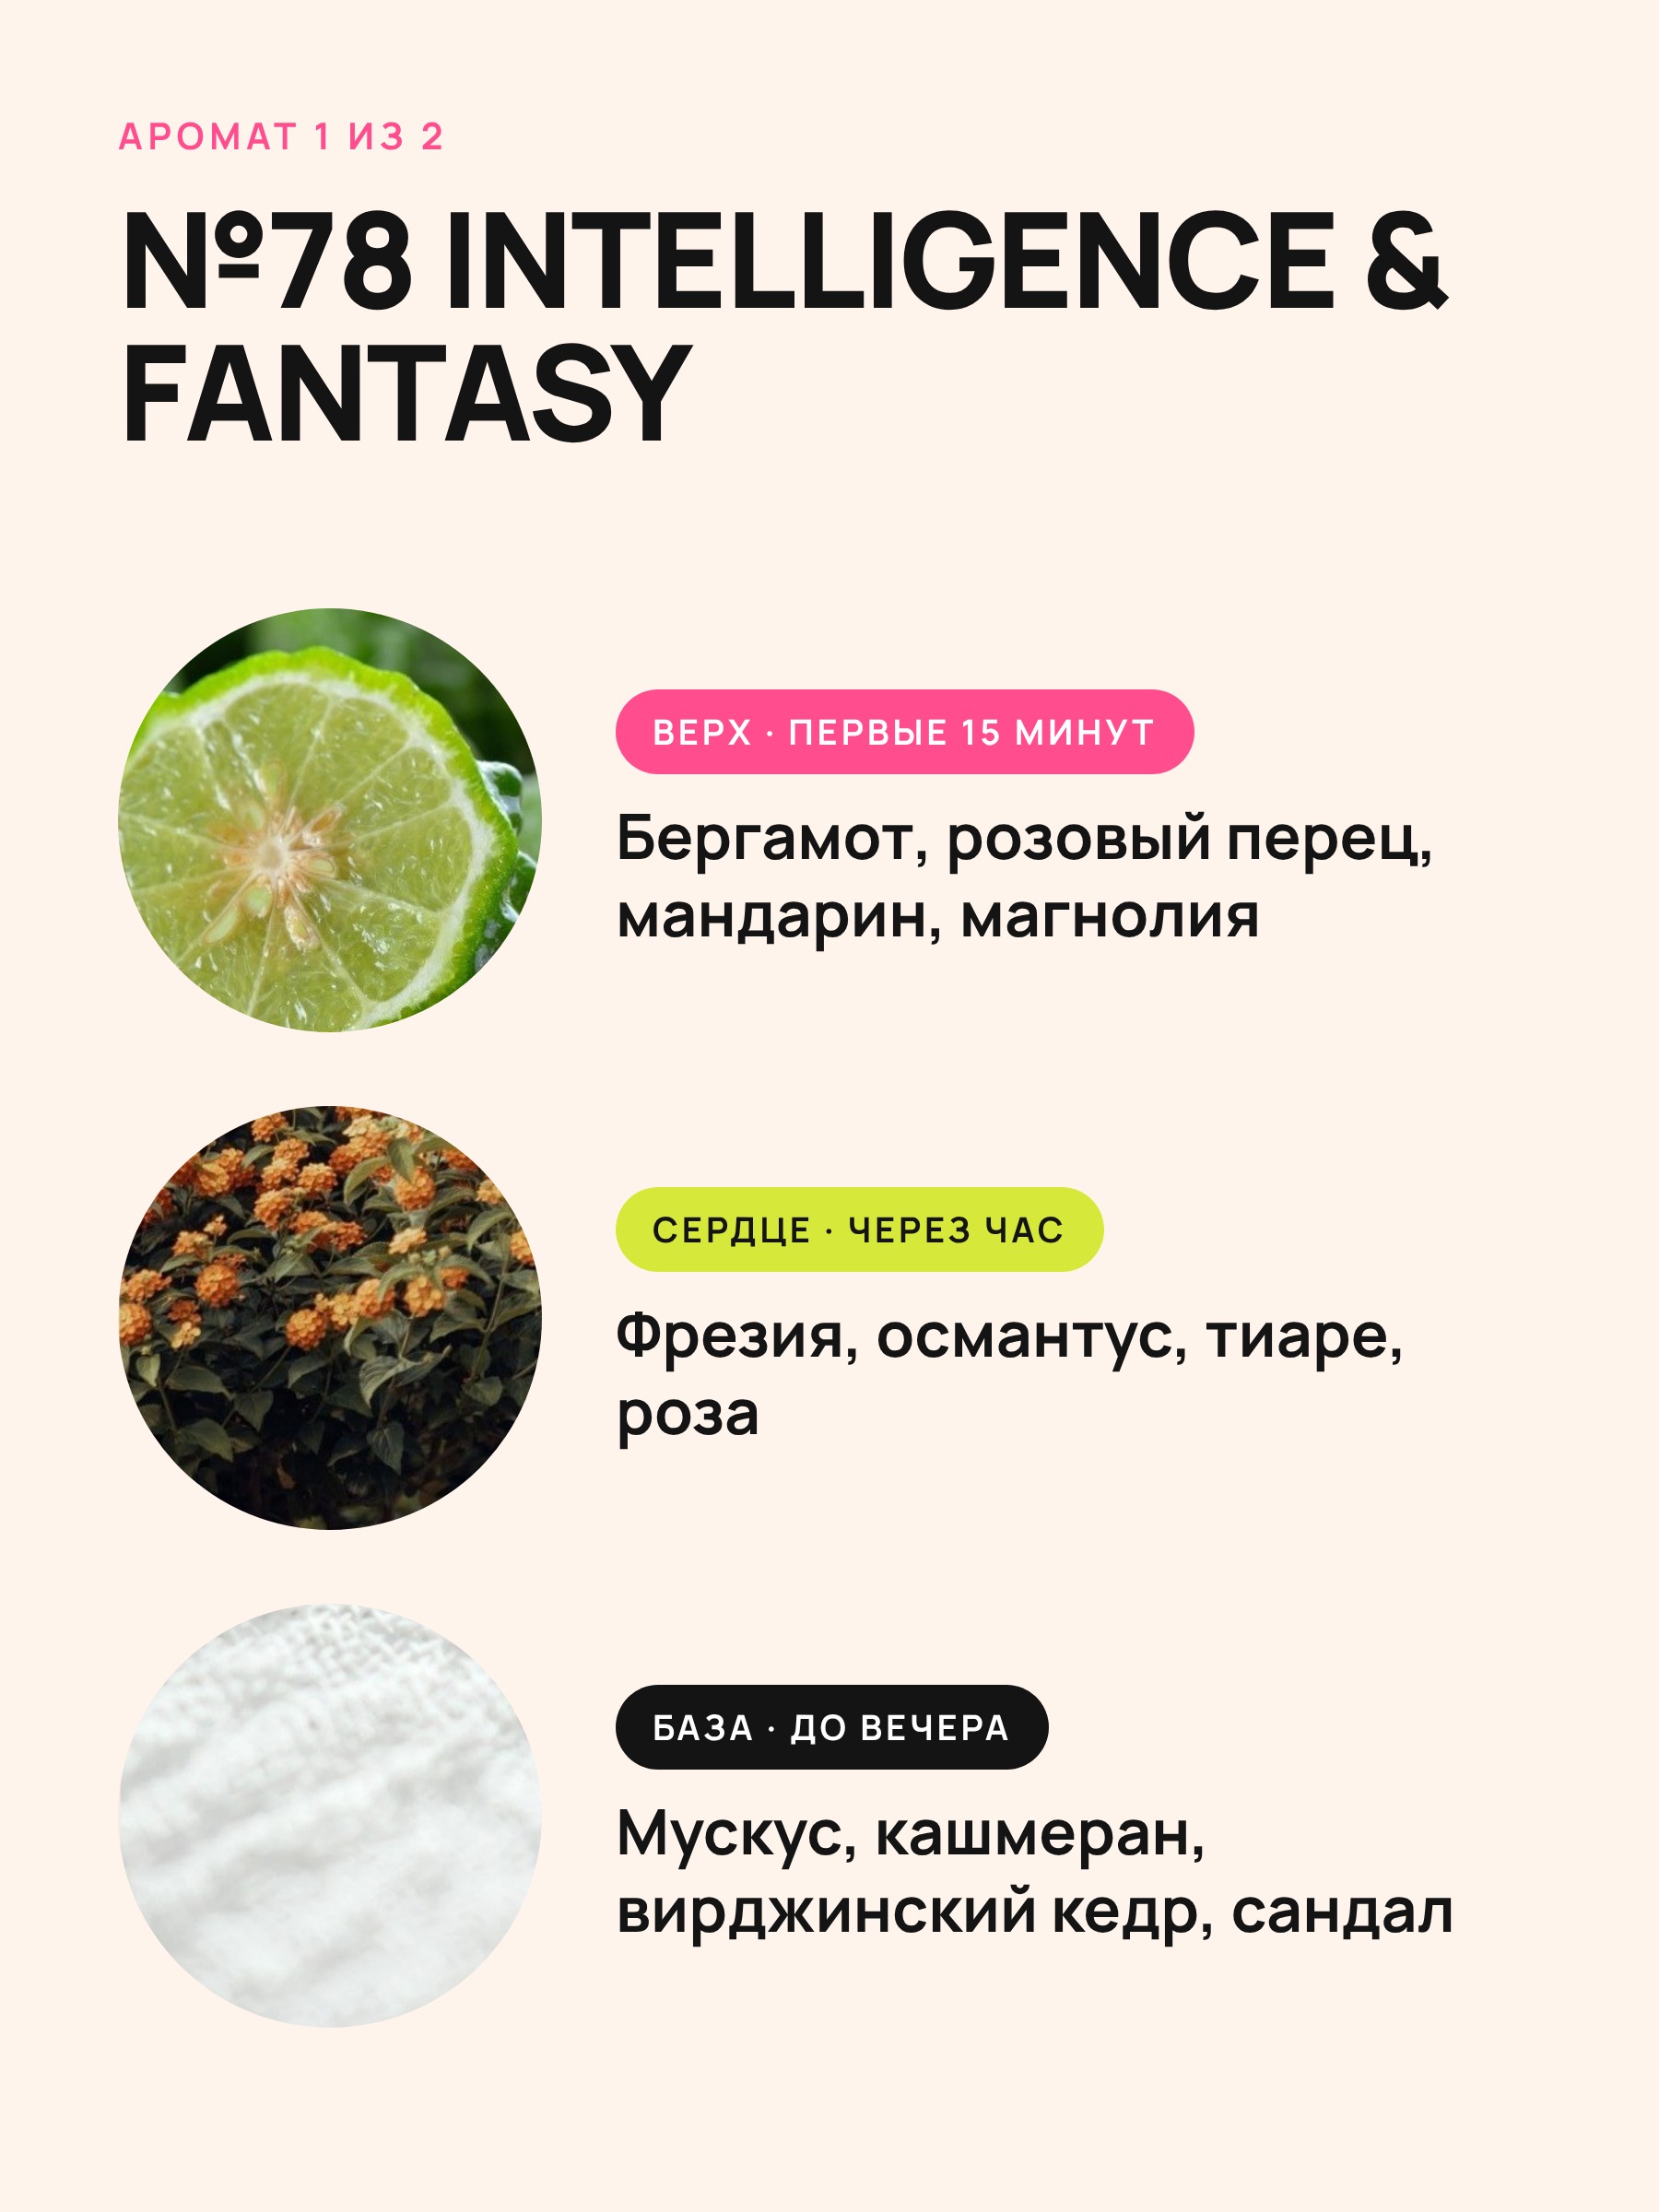 АРОМАТ 1 ИЗ 2
№78 INTELLIGENCE &
FANTASY
ВЕРХ · ПЕРВЫЕ 15 МИНУТ
Бергамот, розовый перец,
мандарин, магнолия
СЕРДЦЕ · ЧЕРЕЗ ЧАС
Фрезия, османтус, тиаре,
роза
БАЗА · ДО ВЕЧЕРА
Мускус, кашмеран,
вирджинский кедр, сандал